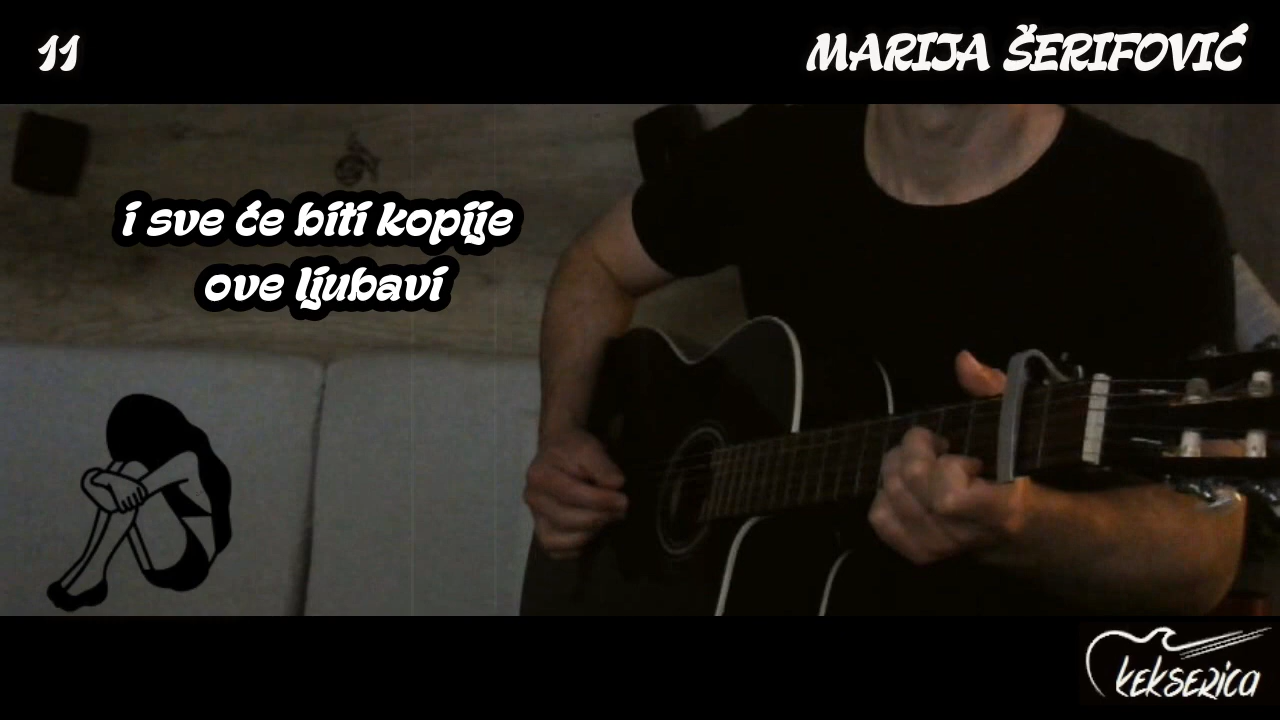 11
MARIJA ŠERIFOVIĆ
i sve će biti kopije
ove ljubavi
KEKSERICA